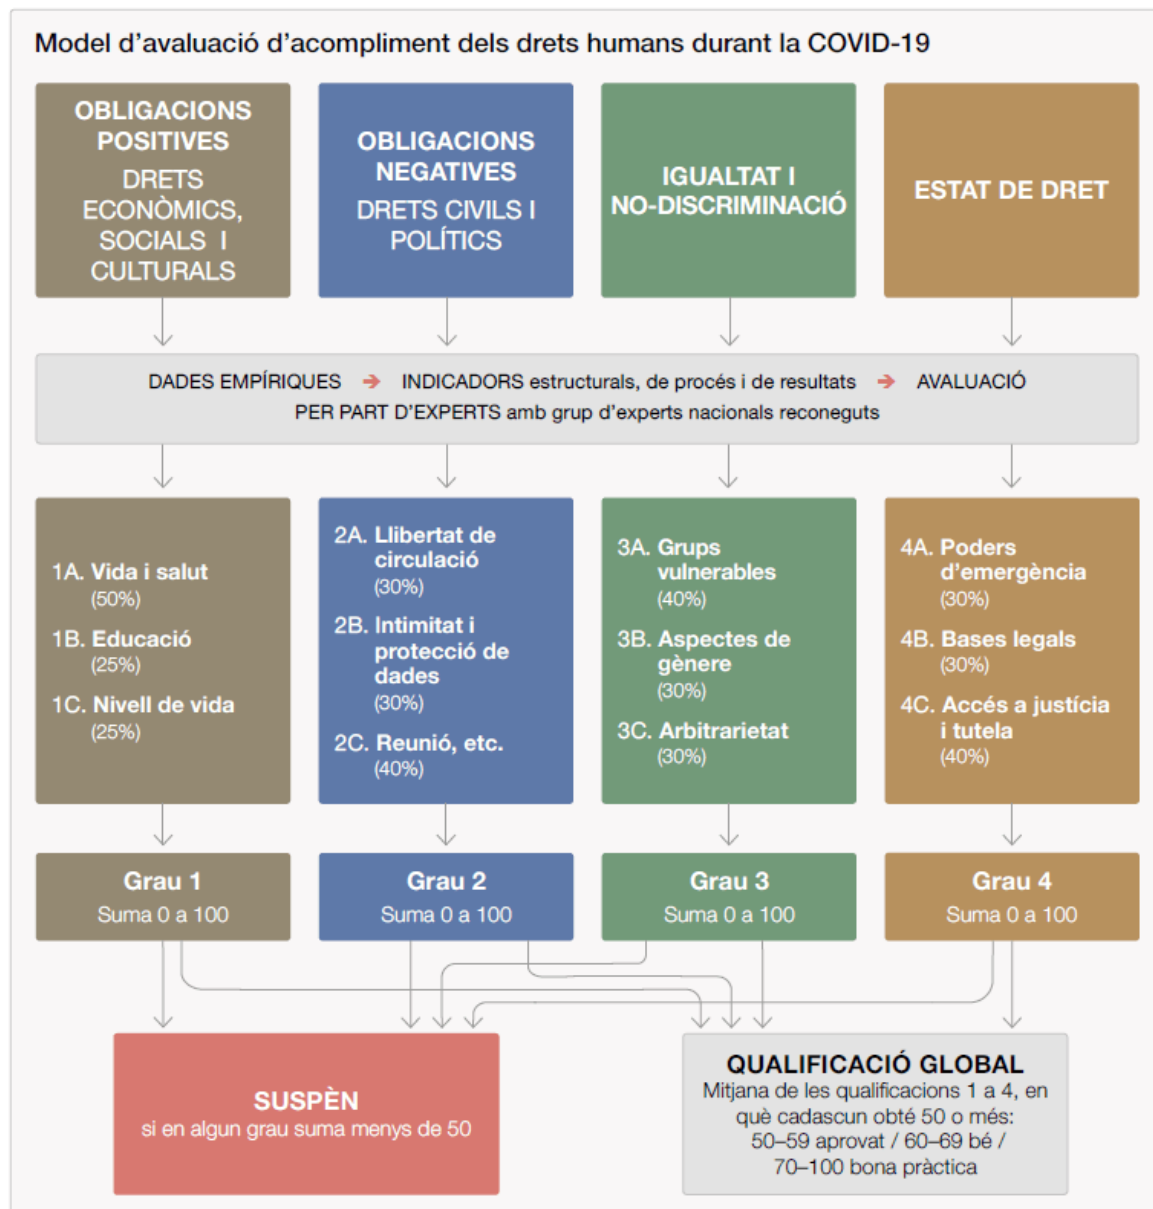 Model d’avaluació d’acompliment dels drets humans durant la COVID-19
OBLIGACIONS
POSITIVES
DRETS
ECONÒMICS,
SOCIALS I
CULTURALS
OBLIGACIONS
NEGATIVES
DRETS CIVILS I
POLÍTICS
IGUALTAT I
NO-DISCRIMINACIÓ
ESTAT DE DRET
DADES EMPÍRIQUES ➔ INDICADORS estructurals, de procés i de resultats ➔ AVALUACIÓ
PER PART D’EXPERTS amb grup d’experts nacionals reconeguts
1A. Vida i salut
(50%)
1B. Educació
(25%)
1C. Nivell de vida
(25%)
2A. Llibertat de
circulació
(30%)
2B. Intimitat i
protecció de
dades
(30%)
2C. Reunió, etc.
(40%)
3A. Grups
vulnerables
(40%)
3B. Aspectes de
gènere
(30%)
3C. Arbitrarietat
(30%)
4A. Poders
d’emergència
(30%)
4B. Bases legals
(30%)
4C. Accés a justícia
i tutela
(40%)
Grau 1
Suma 0 a 100
Grau 2
Suma 0 a 100
Grau 3
Suma 0 a 100
Grau 4
Suma 0 a 100
SUSPÈN
si en algun grau suma menys de 50
QUALIFICACIÓ GLOBAL
Mitjana de les qualificacions 1 a 4, en
què cadascun obté 50 o més:
50–59 aprovat / 60–69 bé /
70–100 bona pràctica